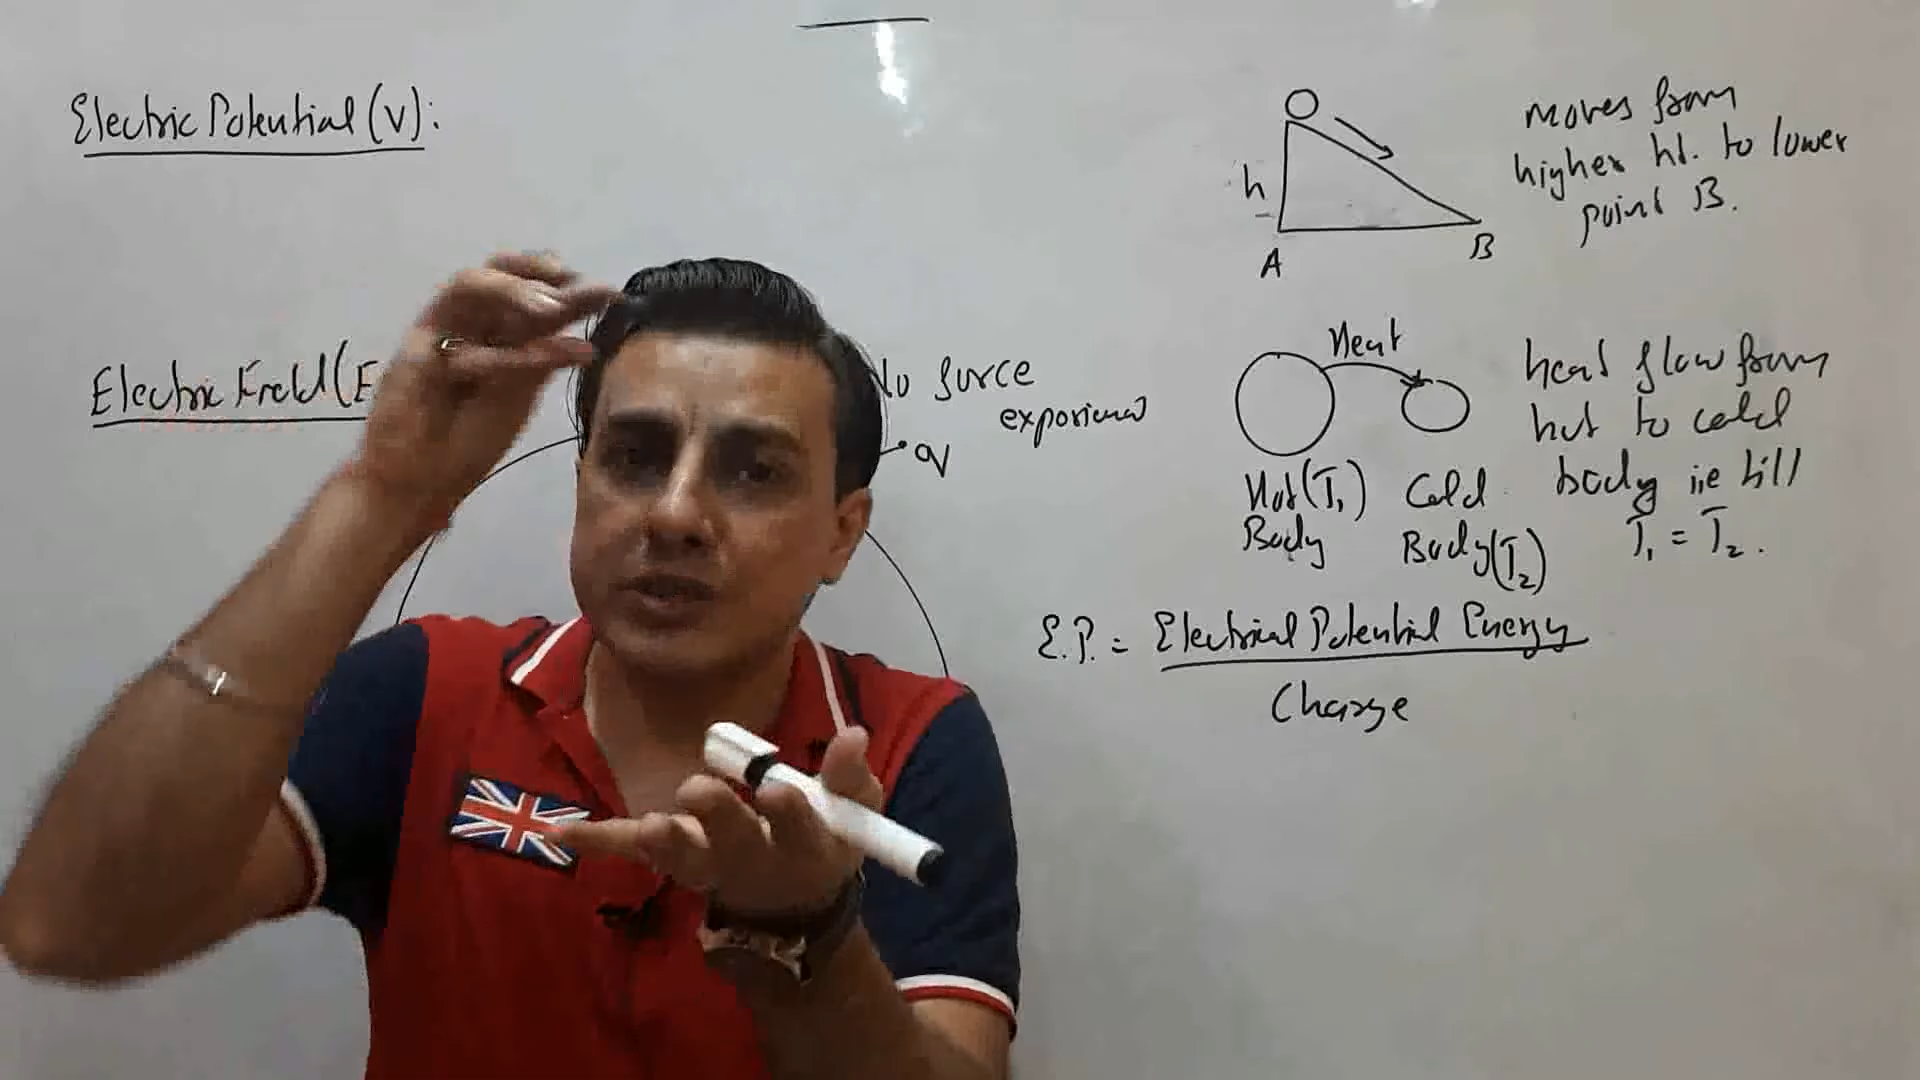 Electric Potential (V):
Electric Field (E
No force
experienced
q
h
A
B
moves from
higher ht. to lower
point B.
Heat
Hot (T₁)
Body
Cold
Body (T₂)
heat flow from
hot to cold
body i.e till
T₁ = T₂.
E.P. = Electrical Potential Energy
Charge